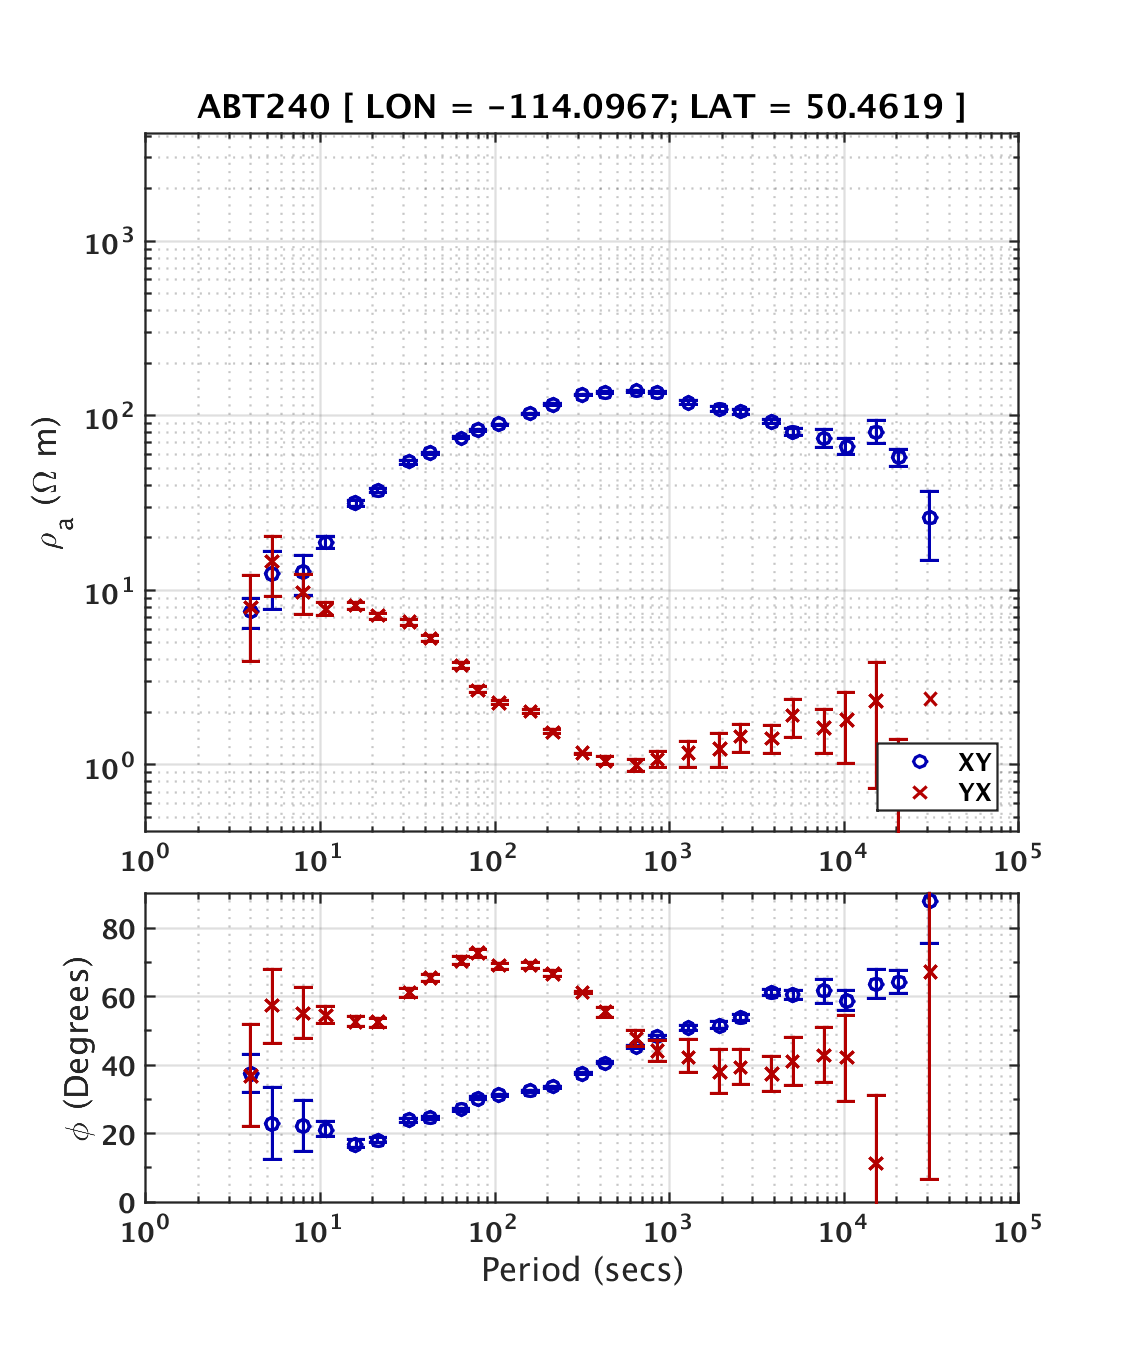 ABT240 [ LON = -114.0967; LAT = 50.4619 ]
ρa (Ω m)
10³
10²
10¹
10⁰
XY
YX
10⁰ 10¹ 10² 10³ 10⁴ 10⁵
ϕ (Degrees)
80
60
40
20
0
10⁰ 10¹ 10² 10³ 10⁴ 10⁵
Period (secs)